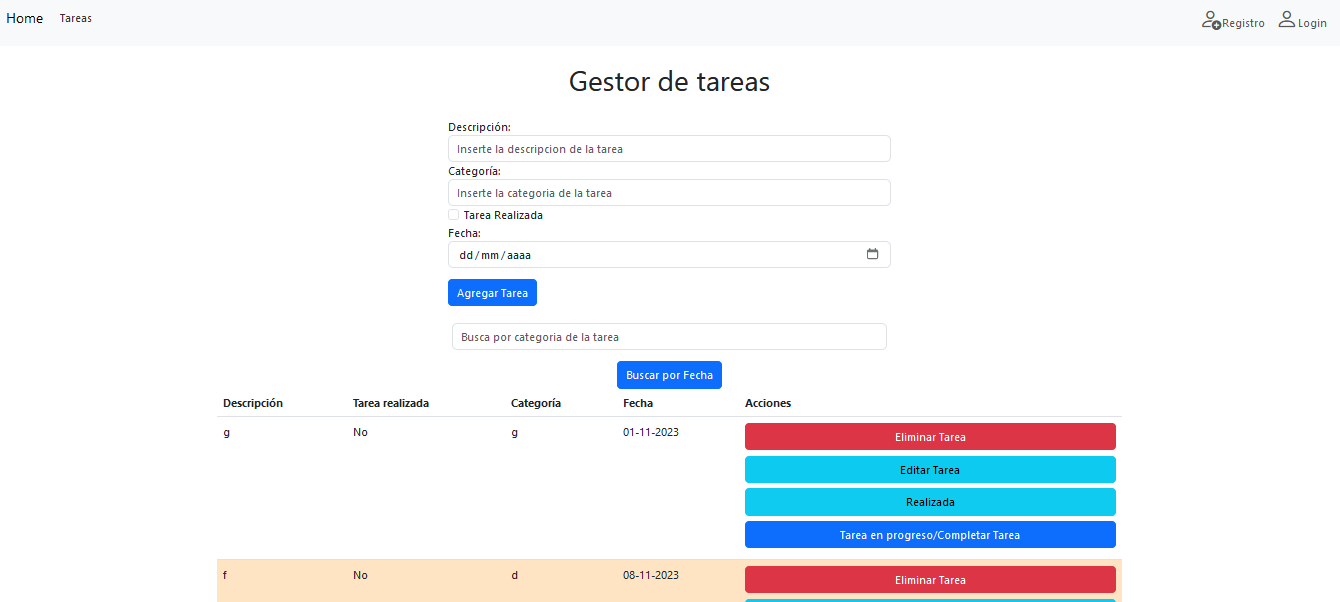 Home Tareas Registro Login
Gestor de tareas
Descripción:
Inserte la descripcion de la tarea
Categoría:
Inserte la categoria de la tarea
Tarea Realizada
Fecha:
dd/mm/aaaa
Agregar Tarea
Busca por categoria de la tarea
Buscar por Fecha
Descripción Tarea realizada Categoría Fecha Acciones
g No g 01-11-2023 Eliminar Tarea
Editar Tarea
Realizada
Tarea en progreso/Completar Tarea
f No d 08-11-2023 Eliminar Tarea